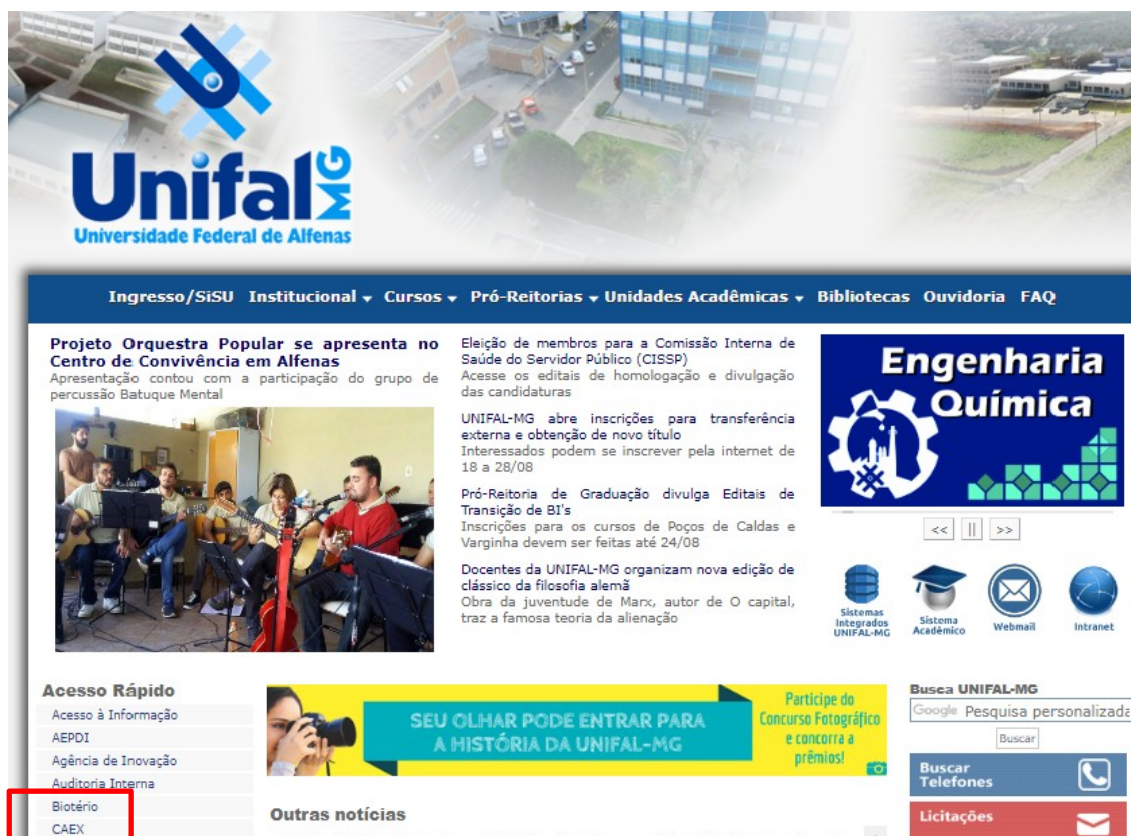 Unifal MG
Universidade Federal de Alfenas
Ingresso/SiSU Institucional Cursos Pró-Reitorias Unidades Acadêmicas Bibliotecas Ouvidoria FAQ
Projeto Orquestra Popular se apresenta no
Centro de Convivência em Alfenas
Apresentação contou com a participação do grupo de
percussão Batuque Mental
Eleição de membros para a Comissão Interna de
Saúde do Servidor Público (CISSP)
Acesse os editais de homologação e divulgação
das candidaturas
UNIFAL-MG abre inscrições para transferência
externa e obtenção de novo título
Interessados podem se inscrever pela internet de
18 a 28/08
Pró-Reitoria de Graduação divulga Editais de
Transição de BI's
Inscrições para os cursos de Poços de Caldas e
Varginha devem ser feitas até 24/08
Docentes da UNIFAL-MG organizam nova edição de
clássico da filosofia alemã
Obra da juventude de Marx, autor de O capital,
traz a famosa teoria da alienação
Engenharia
Química
<< || >>
Sistemas
Integrados
UNIFAL-MG
Sistema
Acadêmico
Webmail
Intranet
Acesso Rápido
Acesso à Informação
AEPDI
Agência de Inovação
Auditoria Interna
Biotério
CAEX
SEU OLHAR PODE ENTRAR PARA
A HISTÓRIA DA UNIFAL-MG
Participe do
Concurso Fotográfico
e concorra a
prêmios!
Outras notícias
Busca UNIFAL-MG
Google Pesquisa personalizada
Buscar
Buscar
Telefones
Licitações